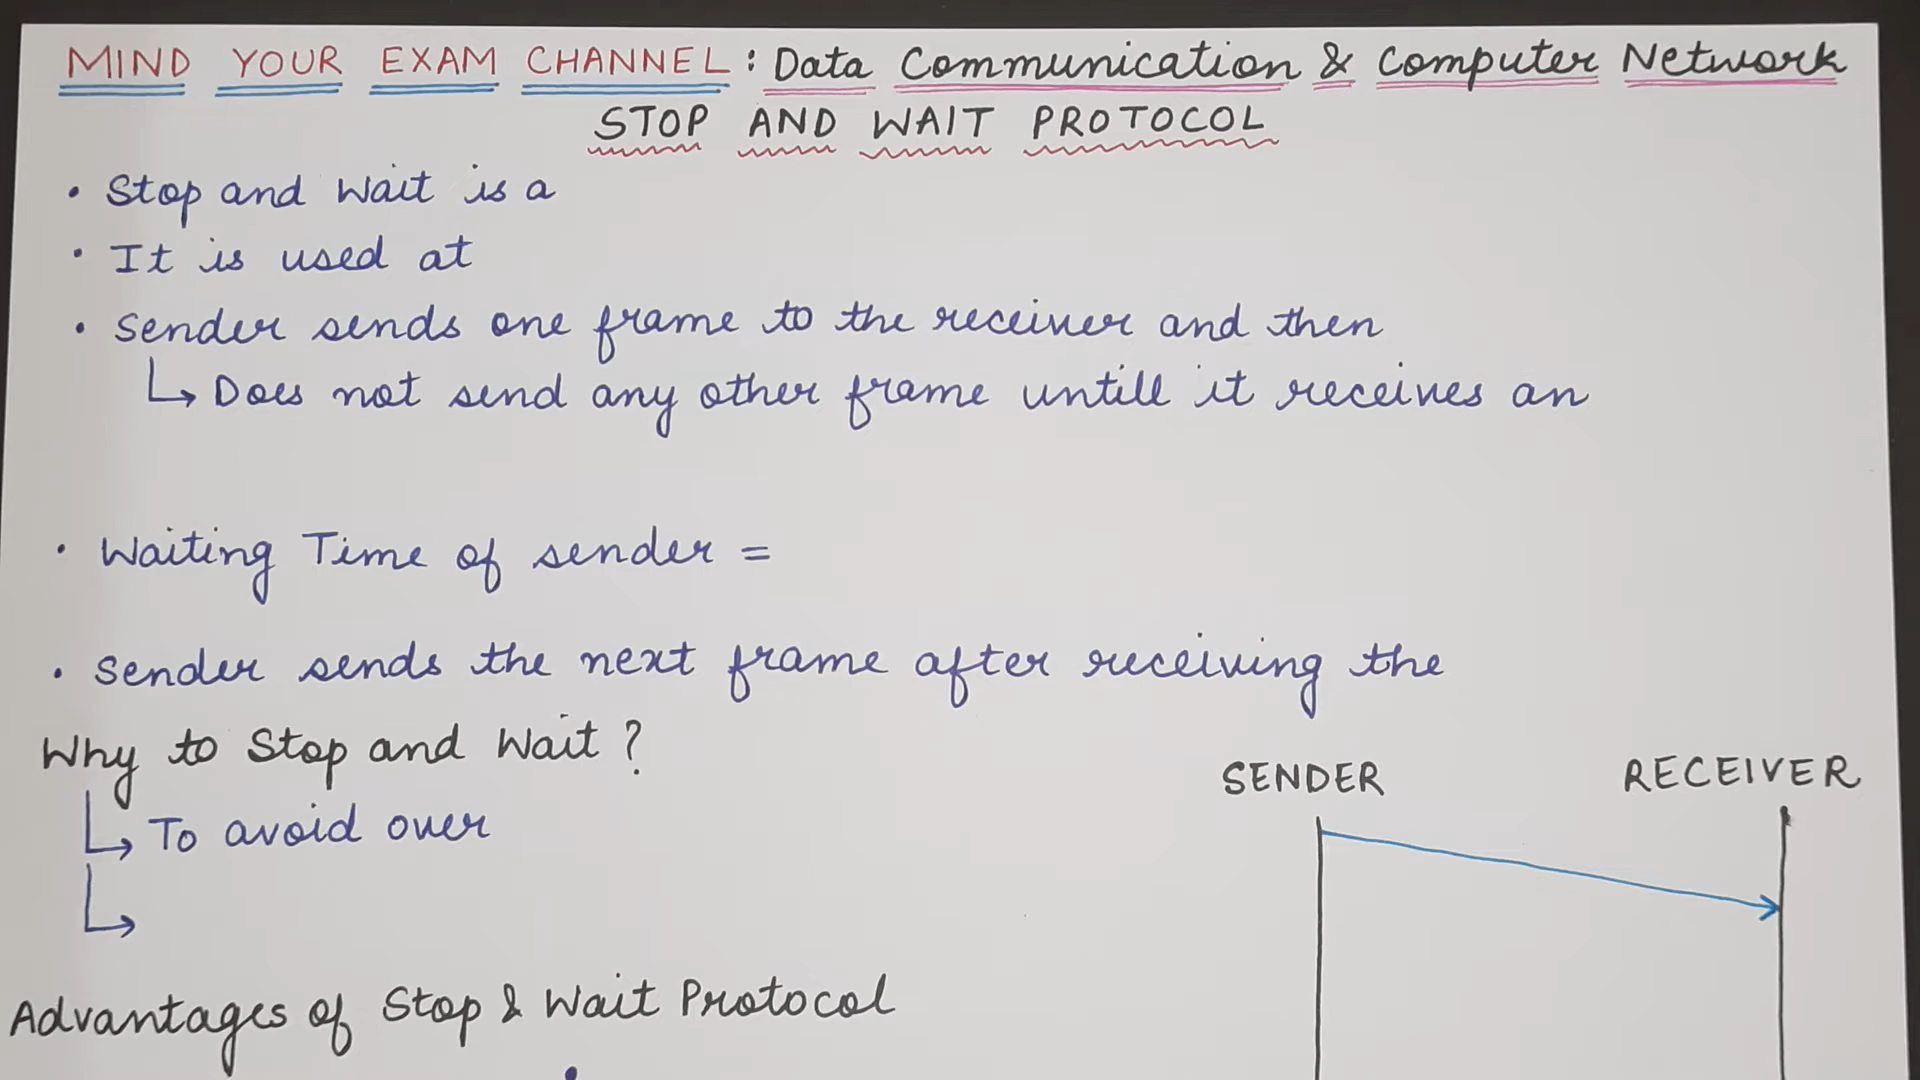 MIND YOUR EXAM CHANNEL : Data Communication & Computer Network
STOP AND WAIT PROTOCOL
• Stop and Wait is a
• It is used at
• Sender sends one frame to the receiver and then
↳ Does not send any other frame untill it receives an
• Waiting Time of sender =
• Sender sends the next frame after receiving the
Why to Stop and Wait ?
↳ To avoid over
↳
SENDER RECEIVER
Advantages of Stop & Wait Protocol